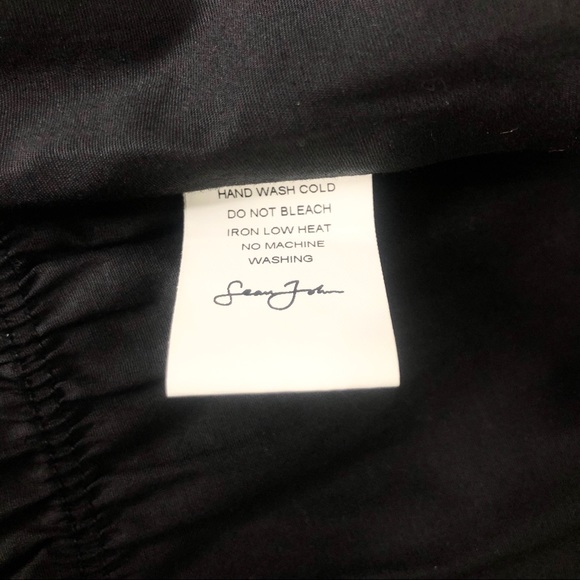 HAND WASH COLD
DO NOT BLEACH
IRON LOW HEAT
NO MACHINE
WASHING
Sean John